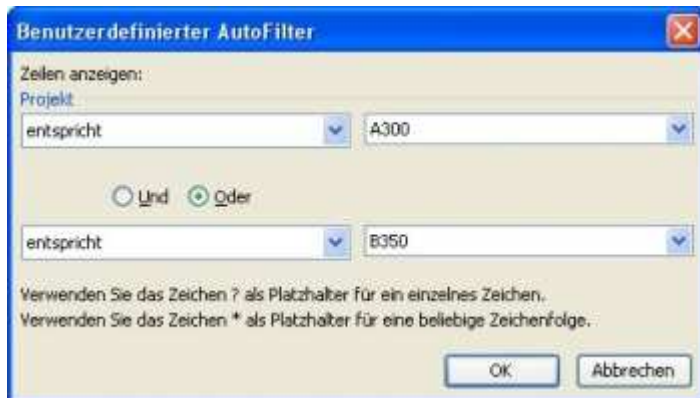 Benutzerdefinierter AutoFilter
Zeilen anzeigen:
Projekt
entspricht A300
Und Oder
entspricht B350
Verwenden Sie das Zeichen ? als Platzhalter für ein einzelnes Zeichen.
Verwenden Sie das Zeichen * als Platzhalter für eine beliebige Zeichenfolge.
OK Abbrechen